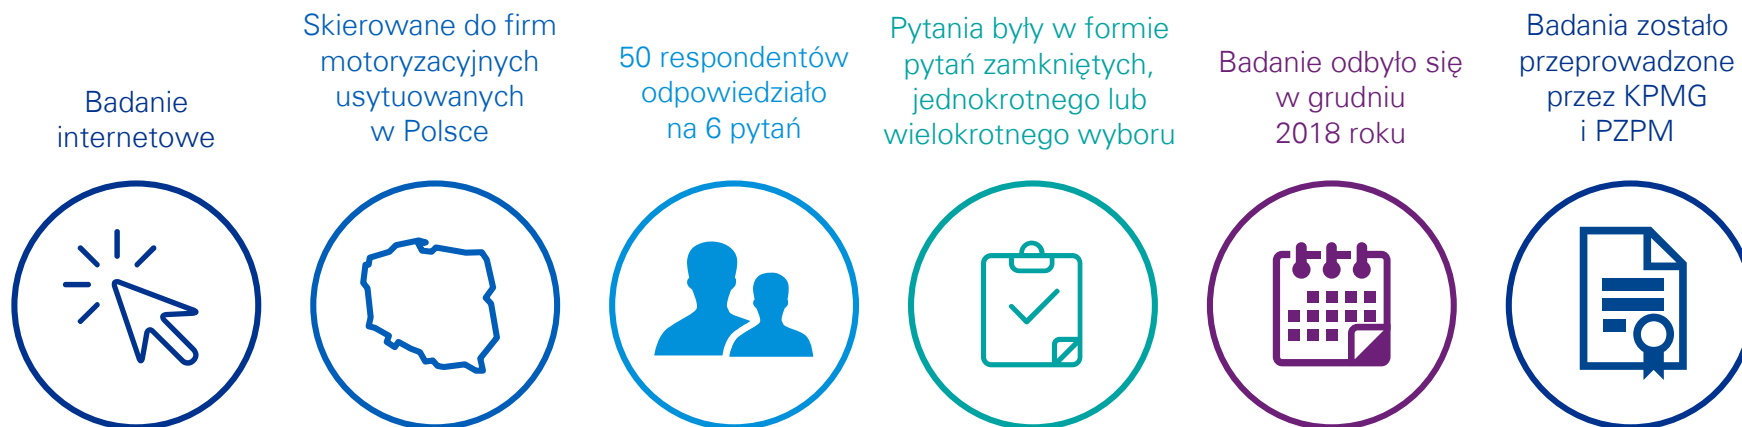 Badanie
internetowe
Skierowane do firm
motoryzacyjnych
usytuowanych
w Polsce
50 respondentów
odpowiedziało
na 6 pytań
Pytania były w formie
pytań zamkniętych,
jednokrotnego lub
wielokrotnego wyboru
Badanie odbyło się
w grudniu
2018 roku
Badania zostało
przeprowadzone
przez KPMG
i PZPM